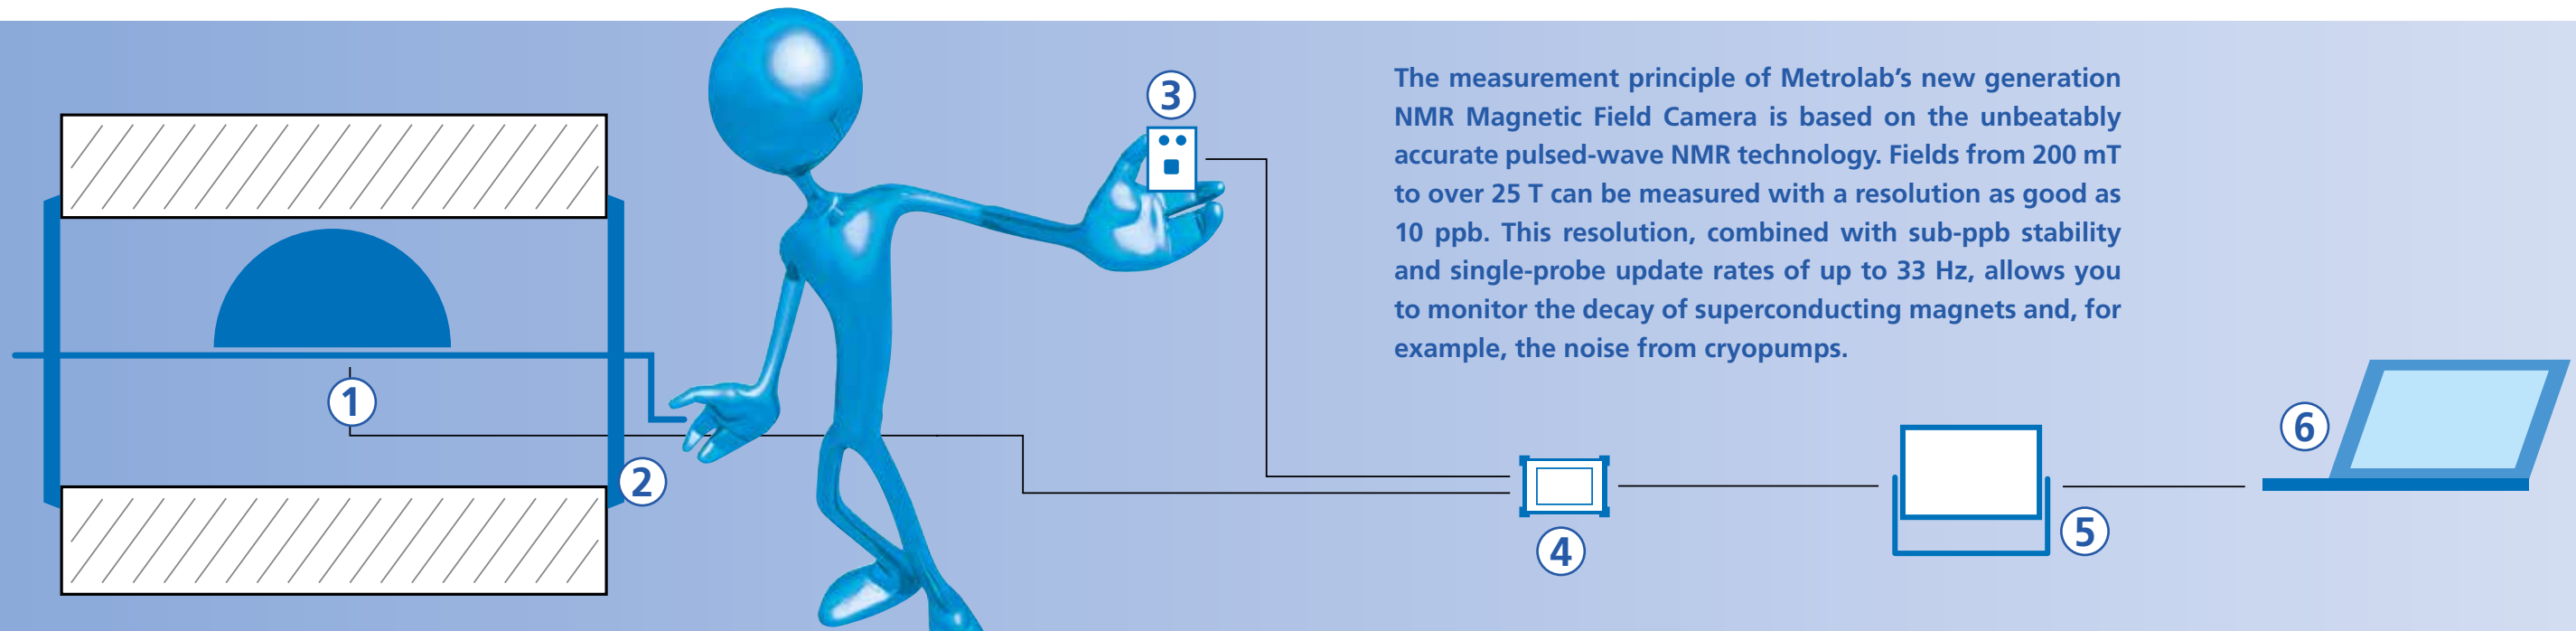 3
The measurement principle of Metrolab's new generation
NMR Magnetic Field Camera is based on the unbeatably
accurate pulsed-wave NMR technology. Fields from 200 mT
to over 25 T can be measured with a resolution as good as
10 ppb. This resolution, combined with sub-ppb stability
and single-probe update rates of up to 33 Hz, allows you
to monitor the decay of superconducting magnets and, for
example, the noise from cryopumps.
1
2
4
5
6